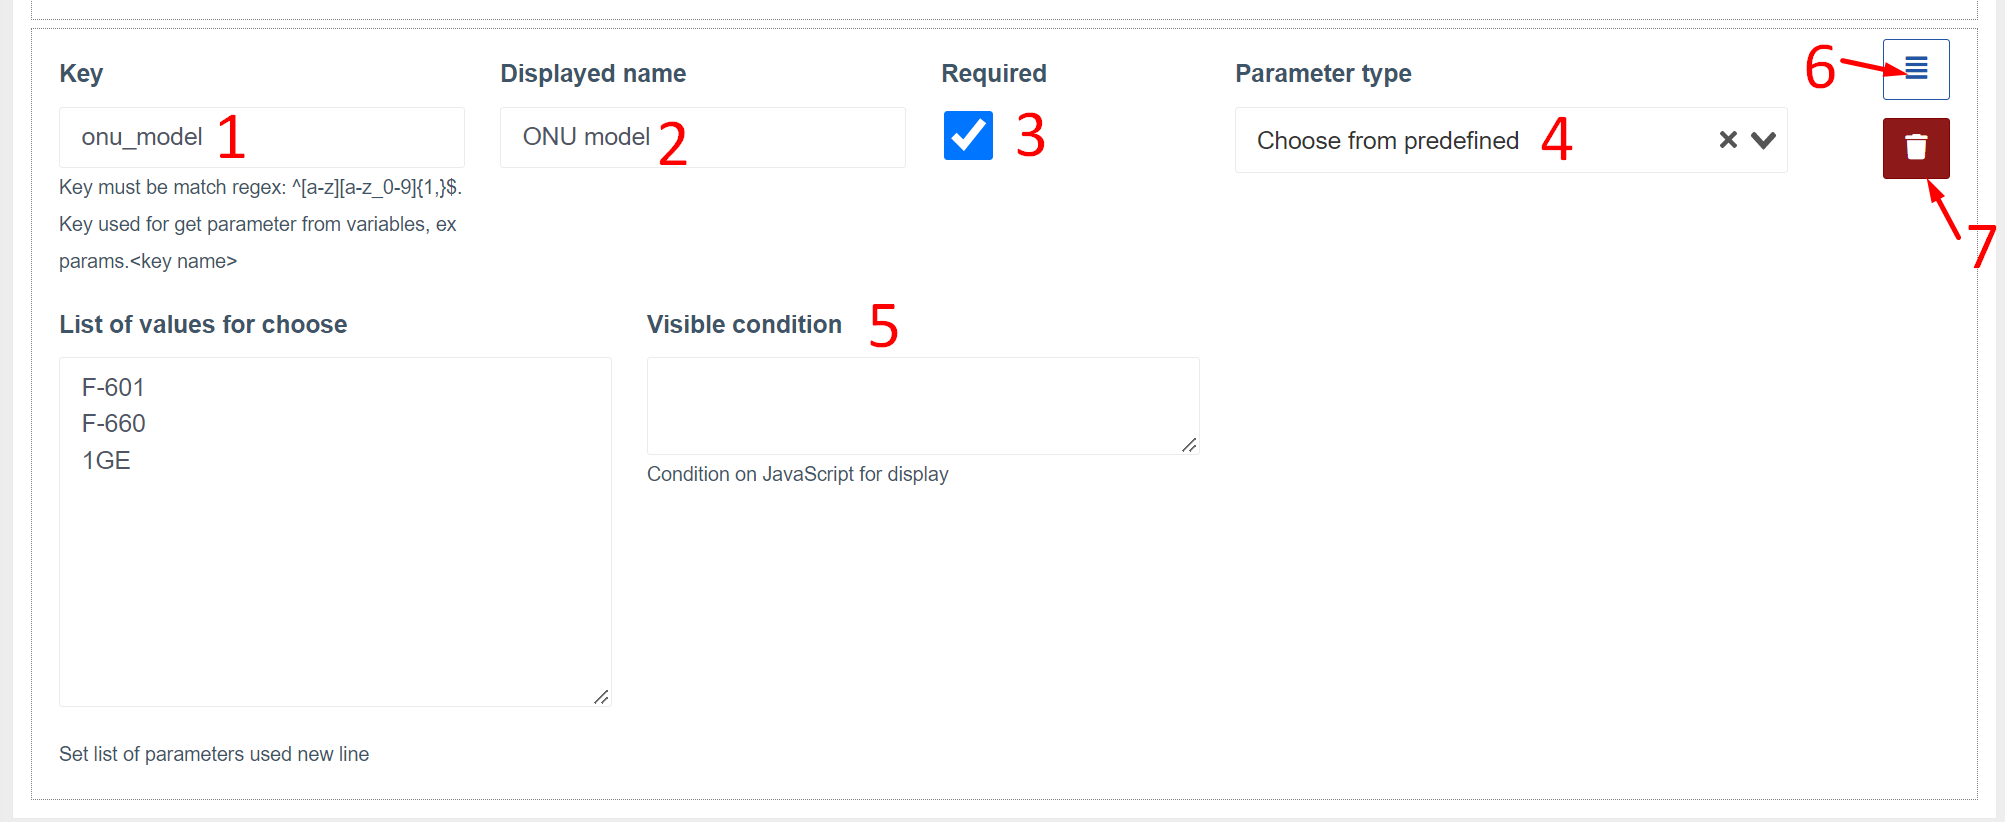 Key
Displayed name
Required
Parameter type
6
onu_model 1
ONU model 2
3
Choose from predefined 4
7
Key must be match regex: ^[a-z][a-z_0-9]{1,}$.
Key used for get parameter from variables, ex
params.<key name>
List of values for choose
Visible condition 5
F-601
F-660
1GE
Condition on JavaScript for display
Set list of parameters used new line